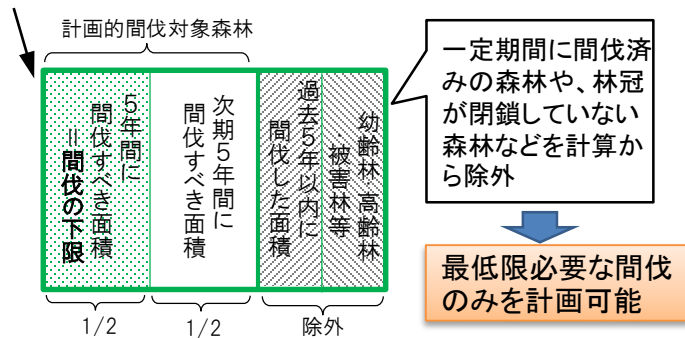 計画的間伐対象森林
5年間に
間伐すべき面積
＝間伐の下限
次期5年間に
間伐すべき面積
過去5年以内に
間伐した面積
幼齢林・高齢林
・被害林等
1/2
1/2
除外
一定期間に間伐済
みの森林や、林冠
が閉鎖していない
森林などを計算か
ら除外
最低限必要な間伐
のみを計画可能